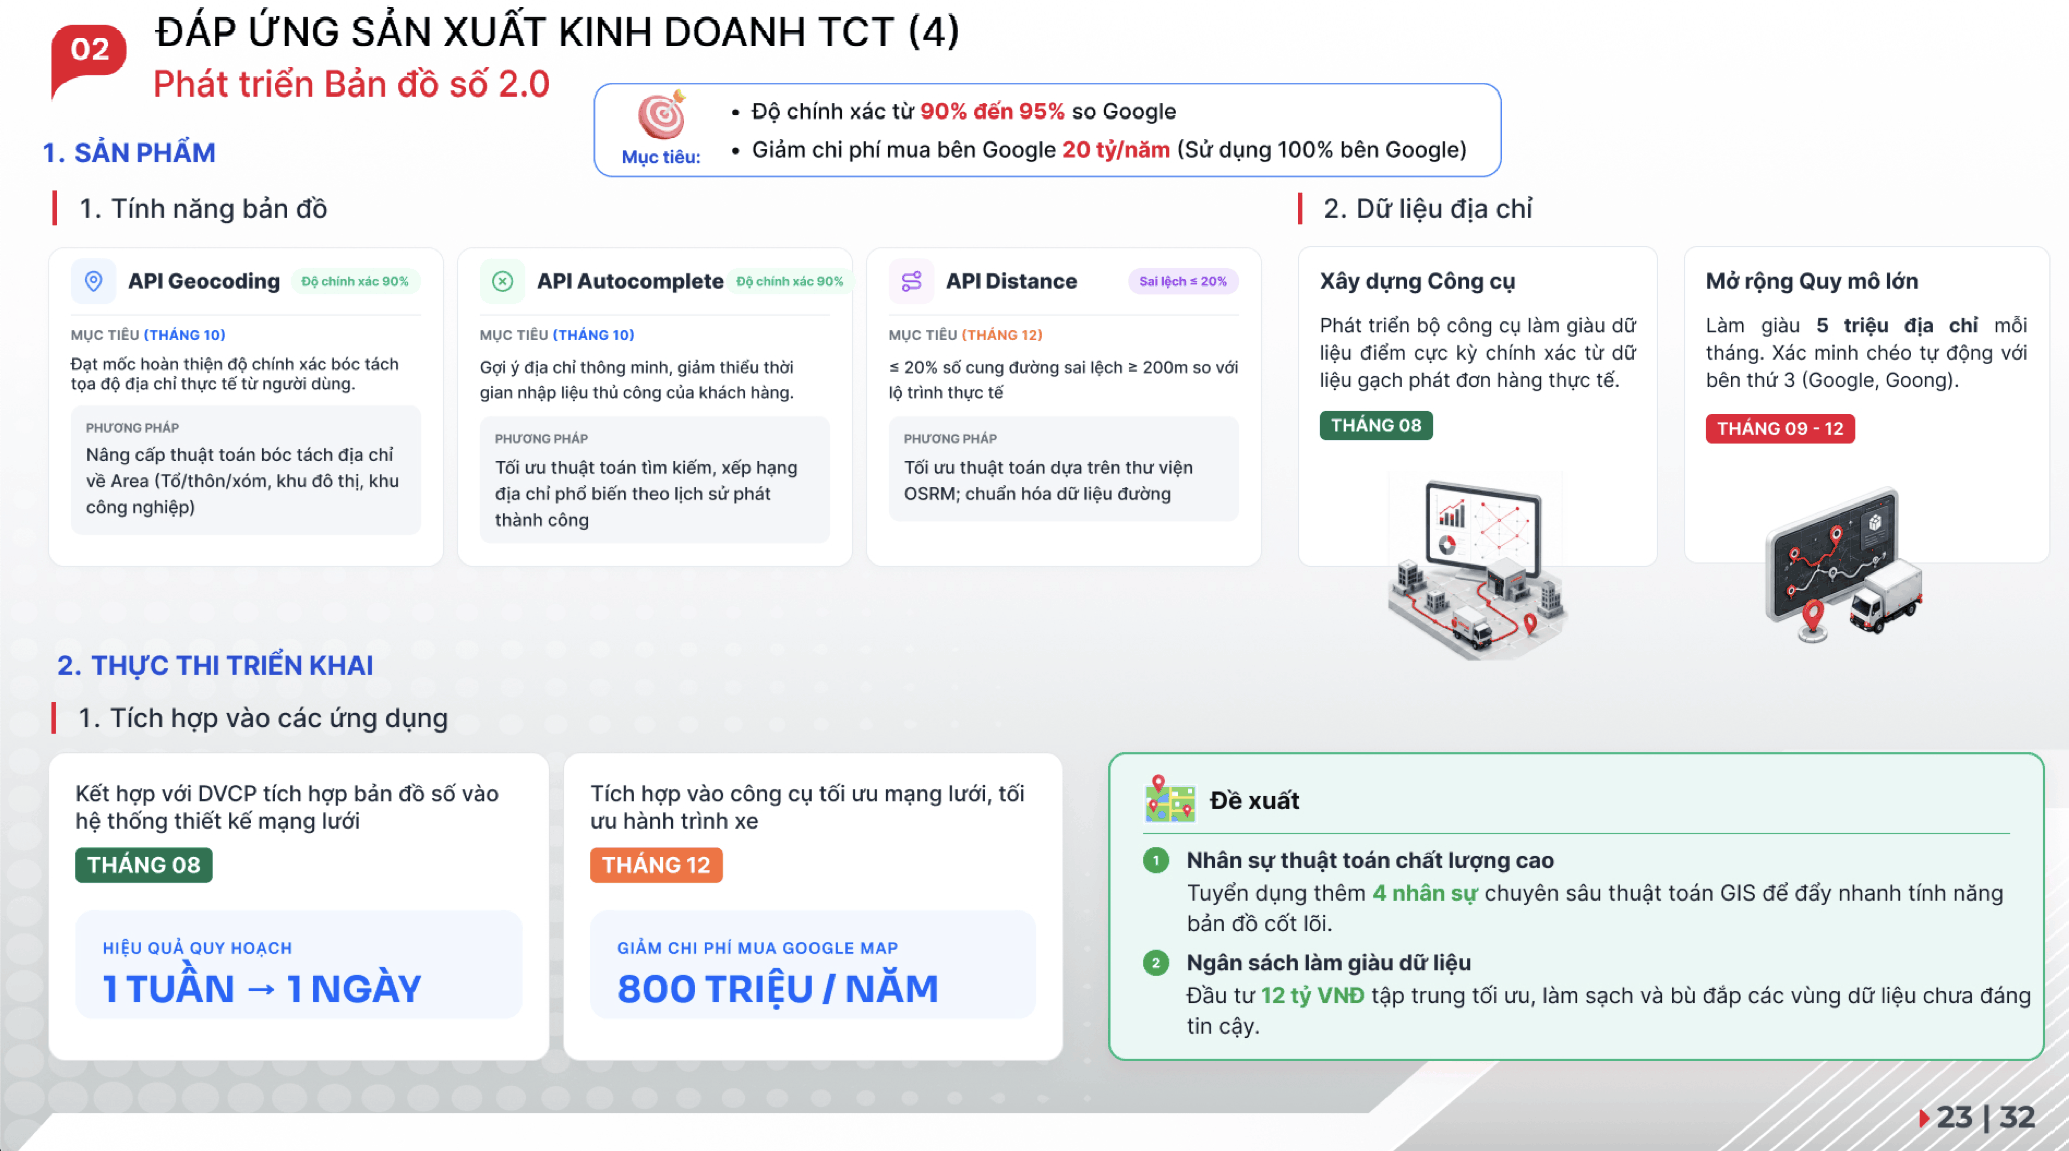 02
ĐÁP ỨNG SẢN XUẤT KINH DOANH TCT (4)
Phát triển Bản đồ số 2.0
Mục tiêu:
• Độ chính xác từ 90% đến 95% so Google
• Giảm chi phí mua bên Google 20 tỷ/năm (Sử dụng 100% bên Google)
1. SẢN PHẨM
1. Tính năng bản đồ
API Geocoding
Độ chính xác 90%
MỤC TIÊU (THÁNG 10)
Đạt mốc hoàn thiện độ chính xác bóc tách
tọa độ địa chỉ thực tế từ người dùng.
PHƯƠNG PHÁP
Nâng cấp thuật toán bóc tách địa chỉ
về Area (Tổ/thôn/xóm, khu đô thị, khu
công nghiệp)
API Autocomplete
Độ chính xác 90%
MỤC TIÊU (THÁNG 10)
Gợi ý địa chỉ thông minh, giảm thiểu thời
gian nhập liệu thủ công của khách hàng.
PHƯƠNG PHÁP
Tối ưu thuật toán tìm kiếm, xếp hạng
địa chỉ phổ biến theo lịch sử phát
thành công
API Distance
Sai lệch ≤ 20%
MỤC TIÊU (THÁNG 12)
≤ 20% số cung đường sai lệch ≥ 200m so với
lộ trình thực tế
PHƯƠNG PHÁP
Tối ưu thuật toán dựa trên thư viện
OSRM; chuẩn hóa dữ liệu đường
2. Dữ liệu địa chỉ
Xây dựng Công cụ
Phát triển bộ công cụ làm giàu dữ
liệu điểm cực kỳ chính xác từ dữ
liệu gạch phát đơn hàng thực tế.
THÁNG 08
Mở rộng Quy mô lớn
Làm giàu 5 triệu địa chỉ mỗi
tháng. Xác minh chéo tự động với
bên thứ 3 (Google, Goong).
THÁNG 09 - 12
2. THỰC THI TRIỂN KHAI
1. Tích hợp vào các ứng dụng
Kết hợp với DVCP tích hợp bản đồ số vào
hệ thống thiết kế mạng lưới
THÁNG 08
HIỆU QUẢ QUY HOẠCH
1 TUẦN → 1 NGÀY
Tích hợp vào công cụ tối ưu mạng lưới, tối
ưu hành trình xe
THÁNG 12
GIẢM CHI PHÍ MUA GOOGLE MAP
800 TRIỆU / NĂM
Đề xuất
1 Nhân sự thuật toán chất lượng cao
Tuyển dụng thêm 4 nhân sự chuyên sâu thuật toán GIS để đẩy nhanh tính năng
bản đồ cốt lõi.
2 Ngân sách làm giàu dữ liệu
Đầu tư 12 tỷ VNĐ tập trung tối ưu, làm sạch và bù đắp các vùng dữ liệu chưa đáng
tin cậy.
23 | 32